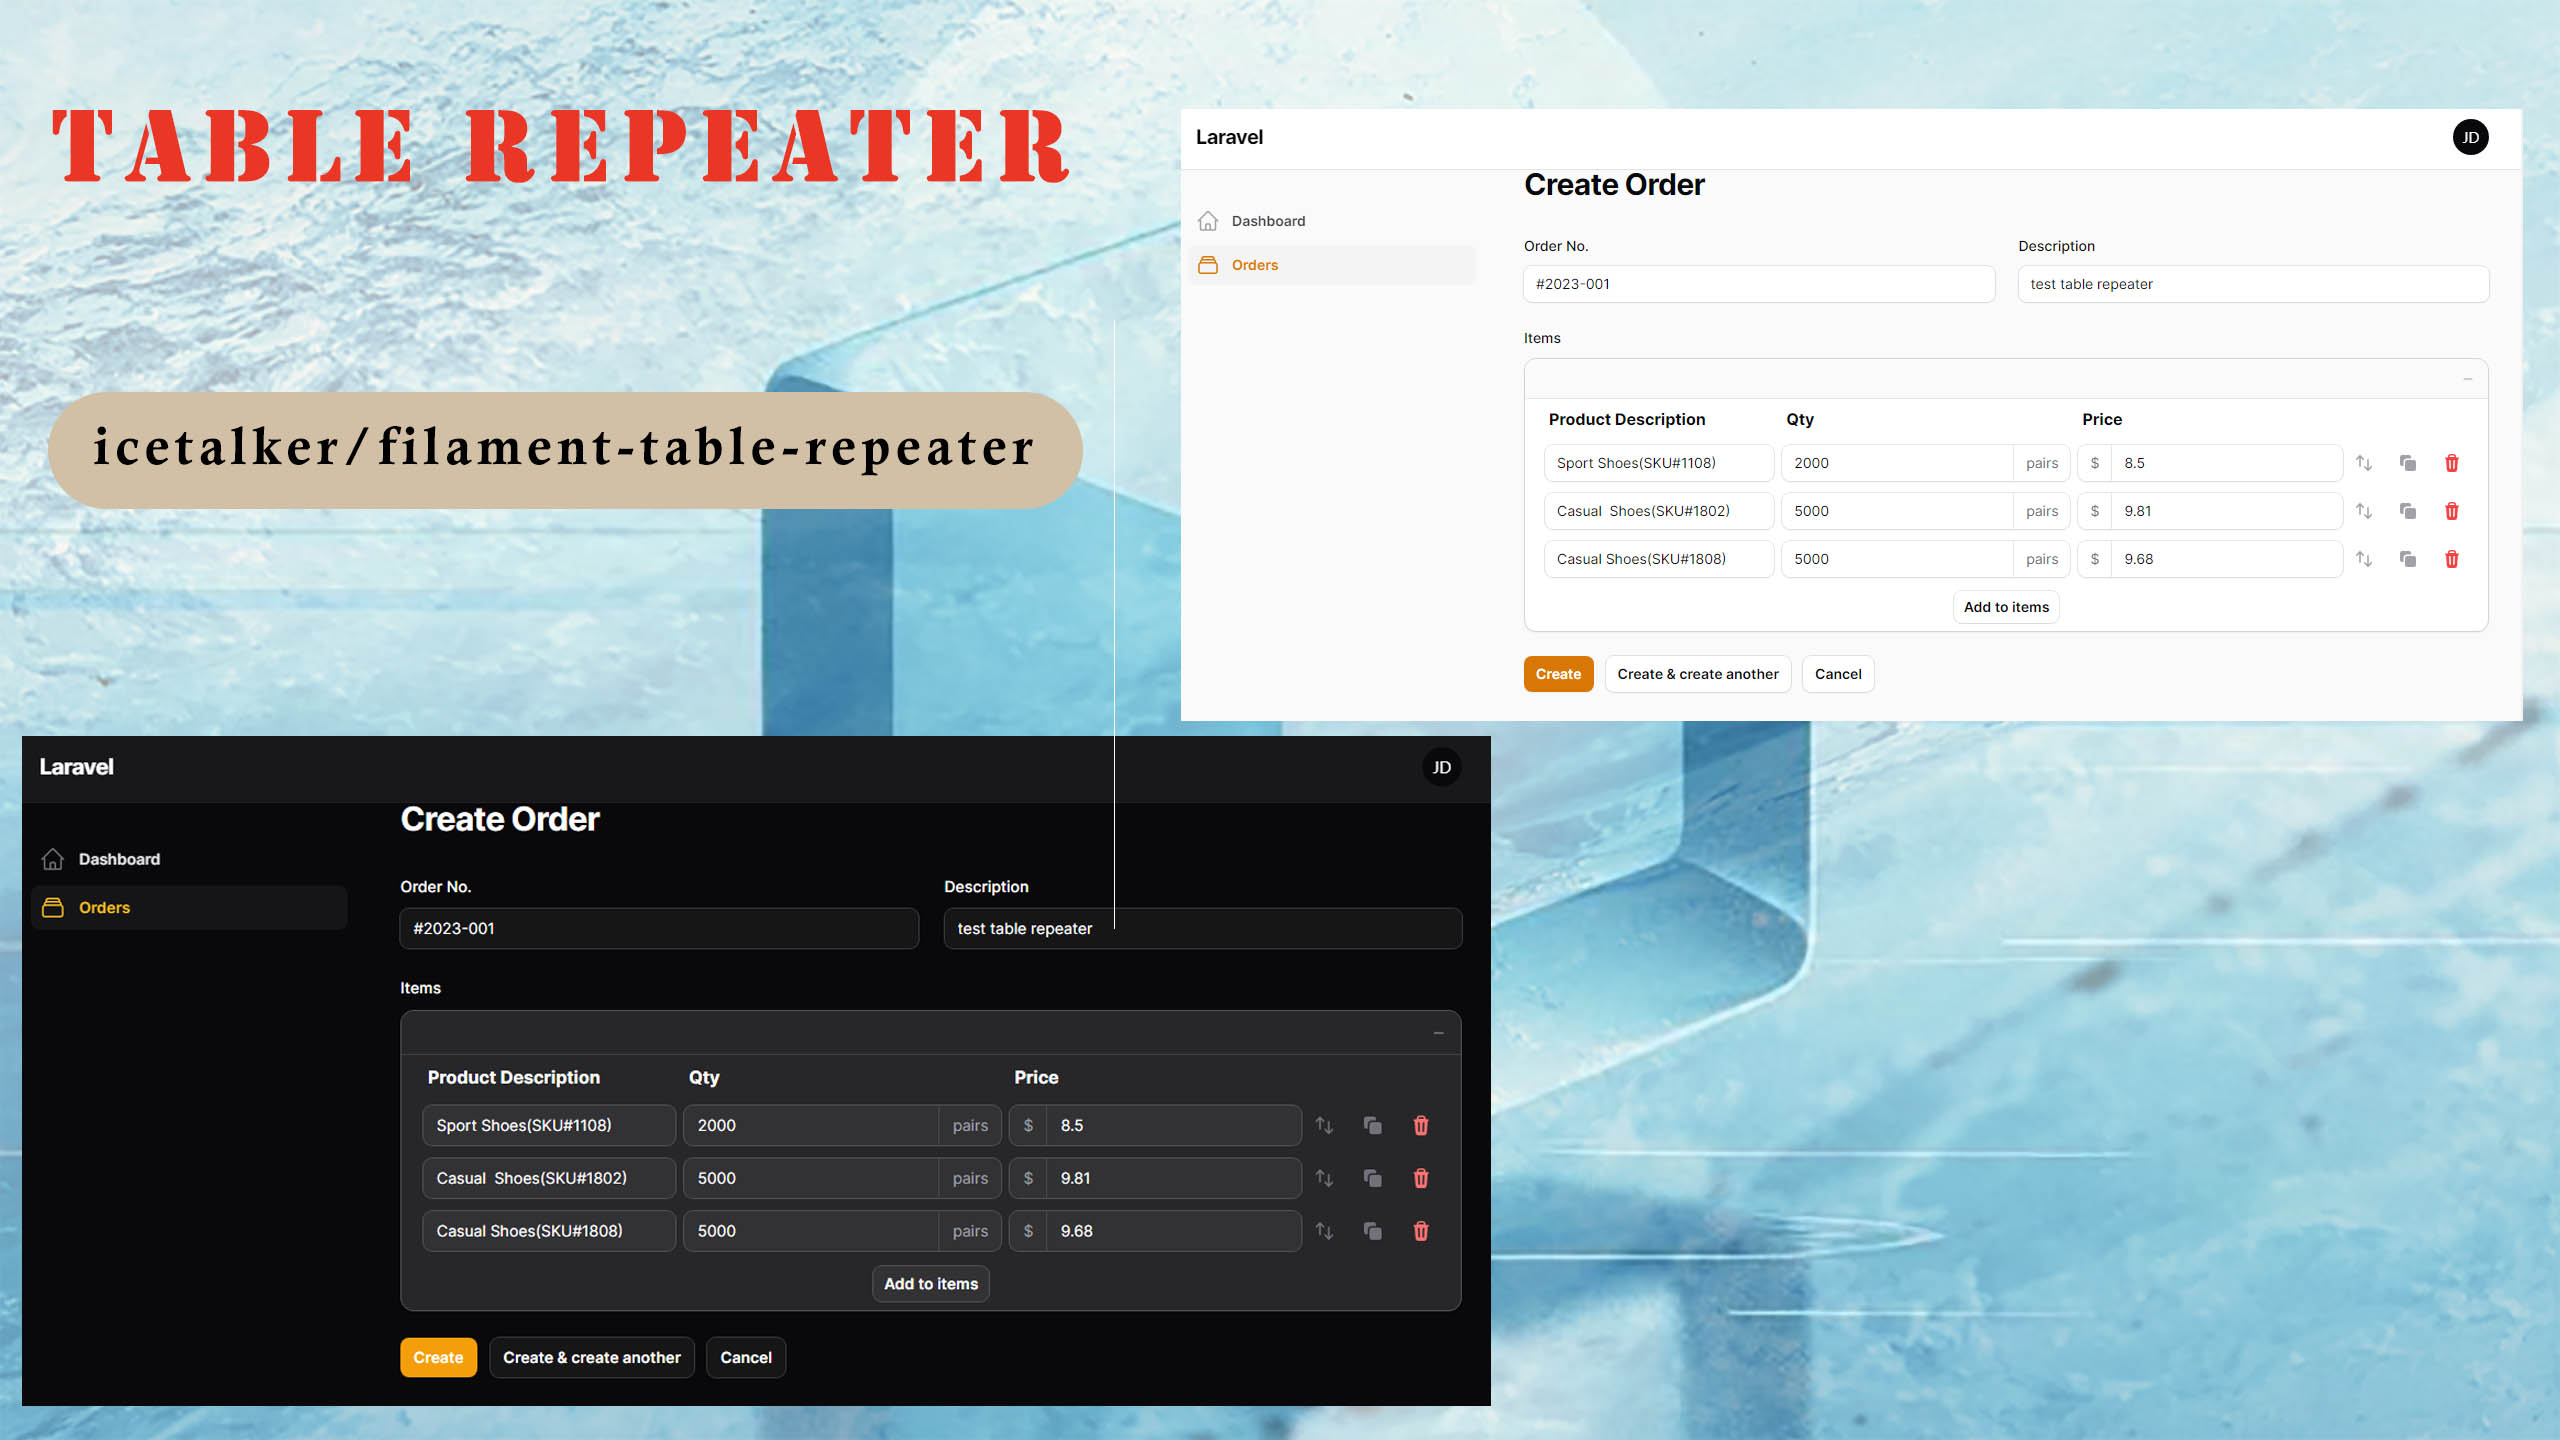 TABLE REPEATER
icetalker/filament-table-repeater
Laravel
JD
Create Order
Dashboard
Orders
Order No.
Description
#2023-001
test table repeater
Items
Product Description Qty Price
Sport Shoes(SKU#1108) 2000 pairs $ 8.5
Casual  Shoes(SKU#1802) 5000 pairs $ 9.81
Casual Shoes(SKU#1808) 5000 pairs $ 9.68
Add to items
Create Create & create another Cancel
Laravel
JD
Create Order
Dashboard
Orders
Order No.
Description
#2023-001
test table repeater
Items
Product Description Qty Price
Sport Shoes(SKU#1108) 2000 pairs $ 8.5
Casual  Shoes(SKU#1802) 5000 pairs $ 9.81
Casual Shoes(SKU#1808) 5000 pairs $ 9.68
Add to items
Create Create & create another Cancel